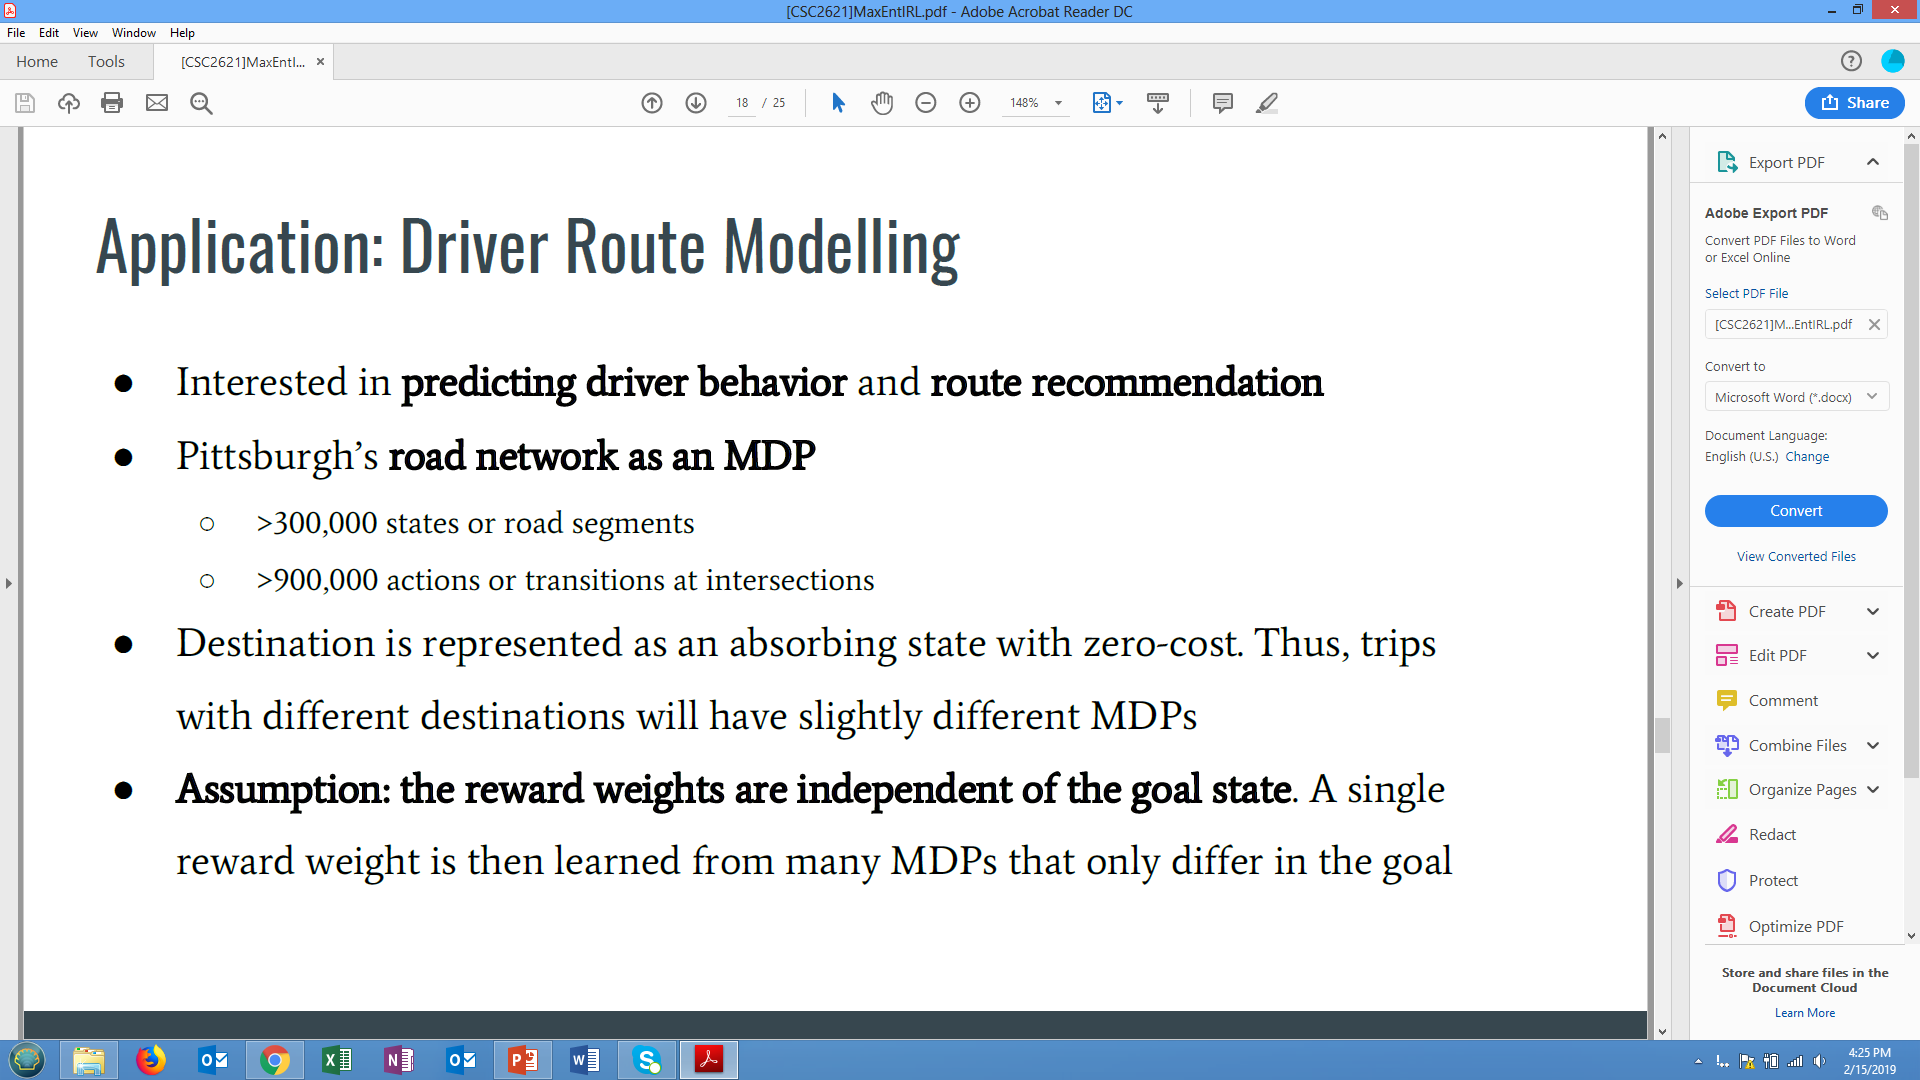 [CSC2621]MaxEntIRL.pdf - Adobe Acrobat Reader DC
File Edit View Window Help
Home Tools [CSC2621]MaxEntI... ×
18 / 25 148% Share
Application: Driver Route Modelling
● Interested in predicting driver behavior and route recommendation
● Pittsburgh’s road network as an MDP
○ >300,000 states or road segments
○ >900,000 actions or transitions at intersections
● Destination is represented as an absorbing state with zero-cost. Thus, trips
with different destinations will have slightly different MDPs
● Assumption: the reward weights are independent of the goal state. A single
reward weight is then learned from many MDPs that only differ in the goal
Export PDF
Adobe Export PDF
Convert PDF Files to Word
or Excel Online
Select PDF File
[CSC2621]M...EntIRL.pdf
Convert to
Microsoft Word (*.docx)
Document Language:
English (U.S.) Change
Convert
View Converted Files
Create PDF
Edit PDF
Comment
Combine Files
Organize Pages
Redact
Protect
Optimize PDF
Store and share files in the
Document Cloud
Learn More
4:25 PM
2/15/2019